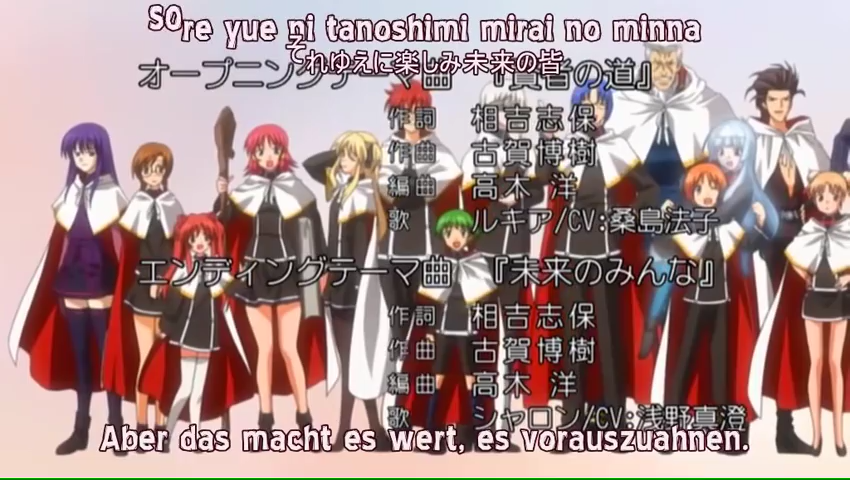 sore yue ni tanoshimi mirai no minna
それゆえに楽しみ未来の皆
オープニングテーマ曲 『賢者の道』
作詞 相吉志保
作曲 古賀博樹
編曲 高木 洋
歌 ルキア/CV:桑島法子
エンディングテーマ曲 『未来のみんな』
作詞 相吉志保
作曲 古賀博樹
編曲 高木 洋
歌 シャロン/CV:浅野真澄
Aber das macht es wert, es vorauszuahnen.